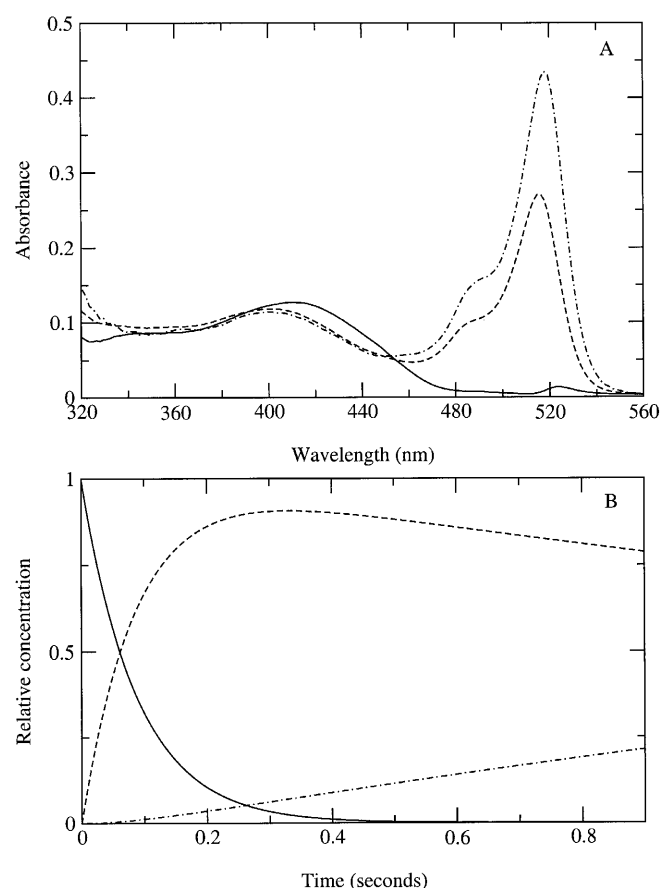 0.5
A
0.4
0.3
Absorbance
0.2
0.1
0
320 360 400 440 480 520 560
Wavelength (nm)
1
B
Relative concentration
0.5
0
0 0.2 0.4 0.6 0.8
Time (seconds)